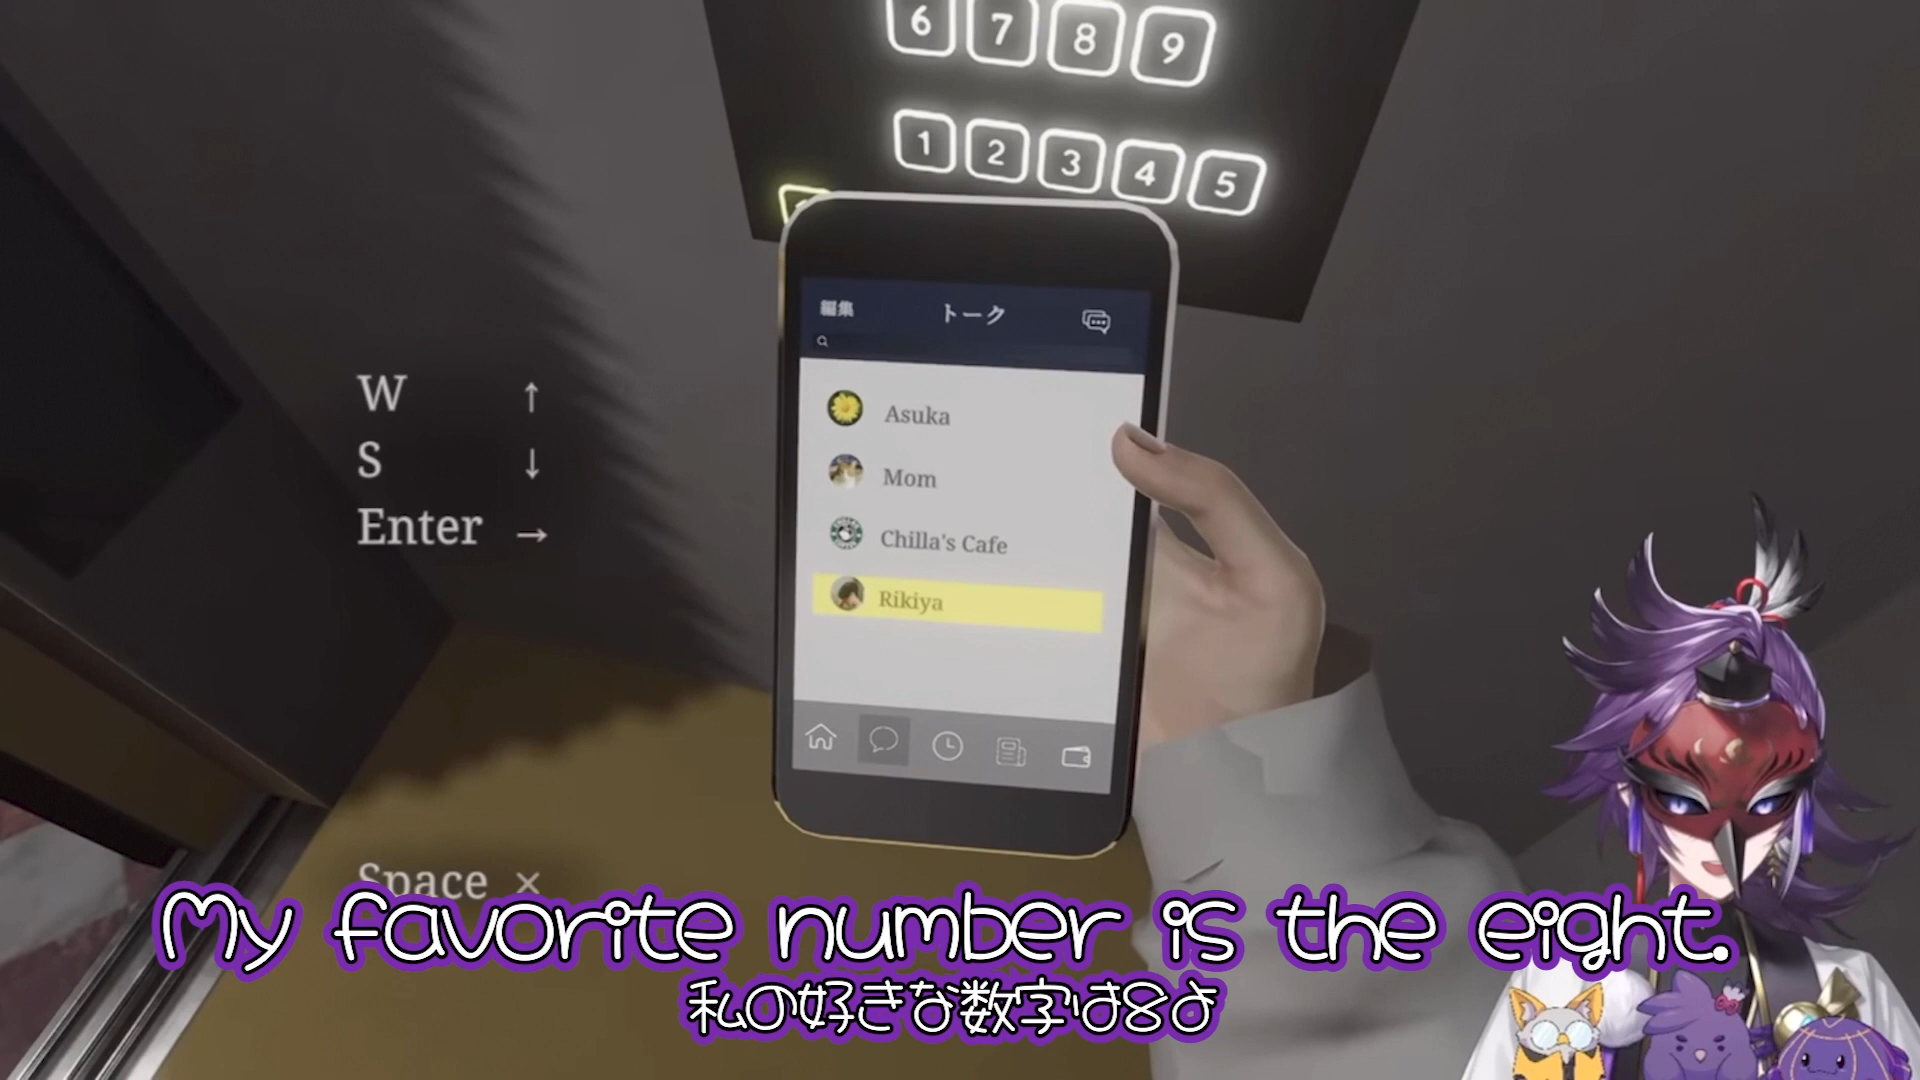 6 7 8 9
1 2 3 4 5
編集 トーク
Asuka
Mom
Chilla's Cafe
Rikiya
W ↑
S ↓
Enter →
Space ×
My favorite number is the eight.
私の好きな数字は8よ